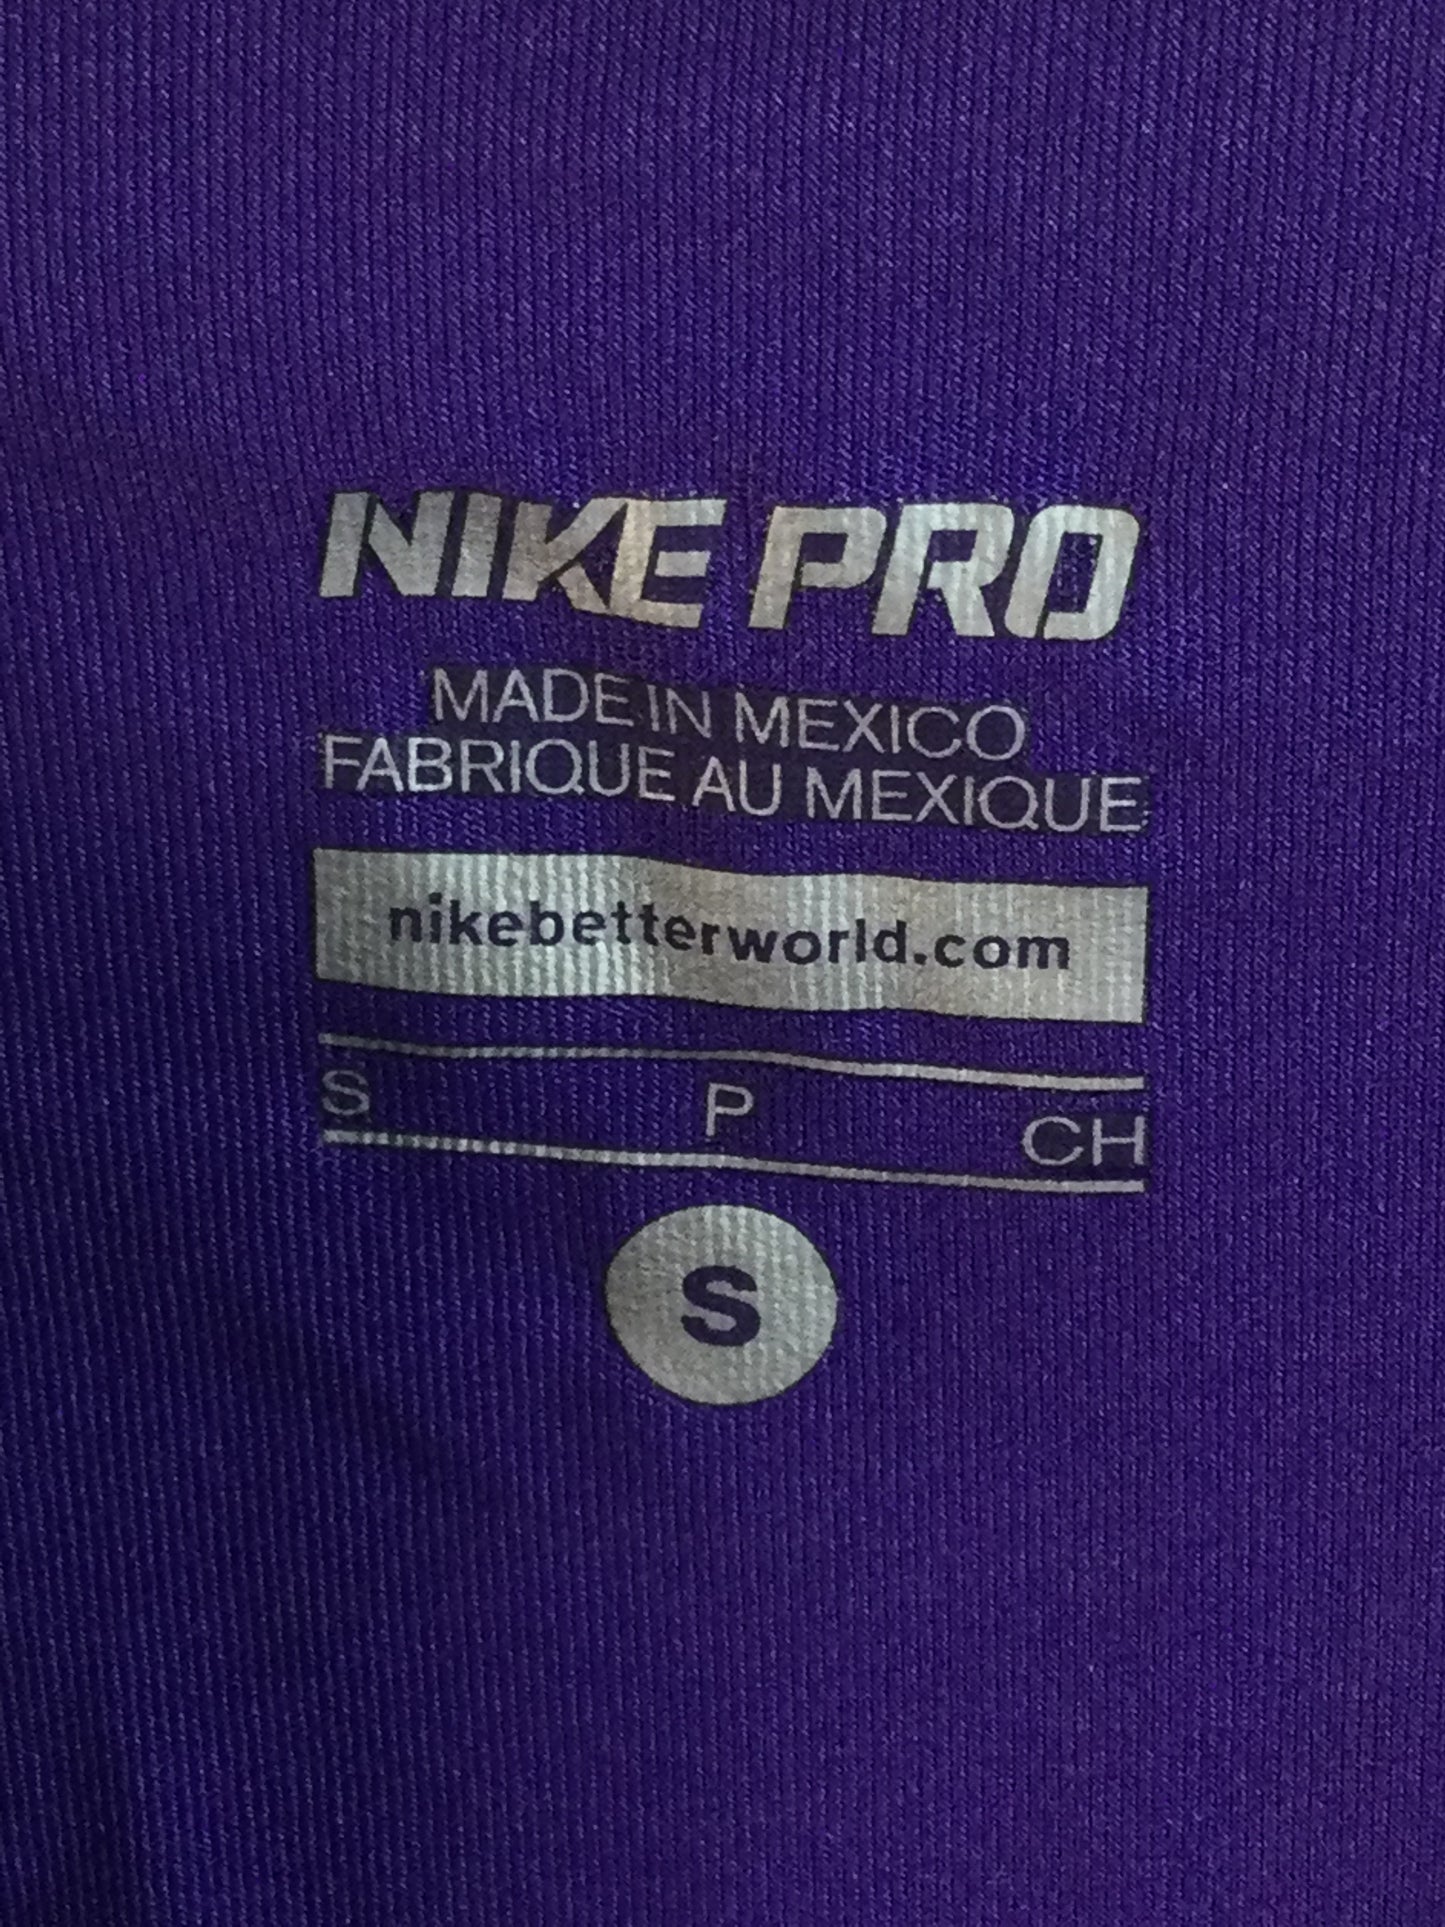 NIKE PRO
MADE IN MEXICO
FABRIQUE AU MEXIQUE
nikebetterworld.com
S P CH
S